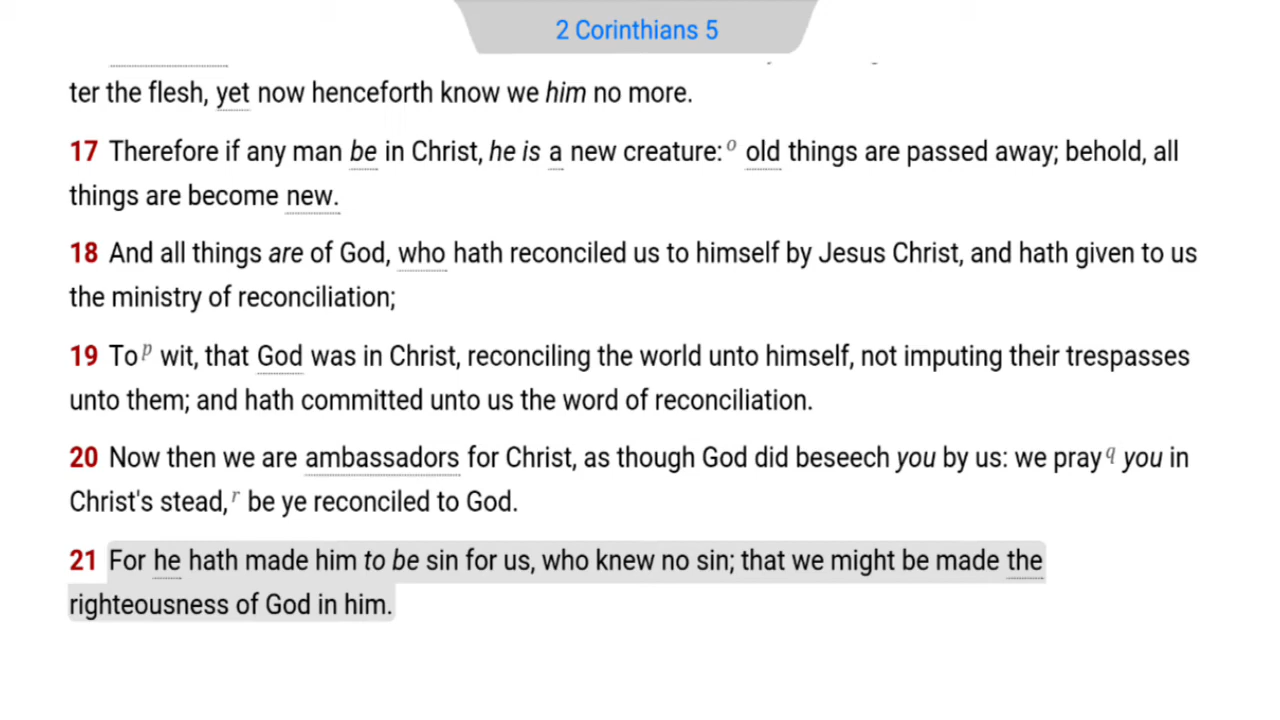 2 Corinthians 5
ter the flesh, yet now henceforth know we him no more.
17 Therefore if any man be in Christ, he is a new creature: o old things are passed away; behold, all
things are become new.
18 And all things are of God, who hath reconciled us to himself by Jesus Christ, and hath given to us
the ministry of reconciliation;
19 To p wit, that God was in Christ, reconciling the world unto himself, not imputing their trespasses
unto them; and hath committed unto us the word of reconciliation.
20 Now then we are ambassadors for Christ, as though God did beseech you by us: we pray q you in
Christ's stead, r be ye reconciled to God.
21 For he hath made him to be sin for us, who knew no sin; that we might be made the
righteousness of God in him.